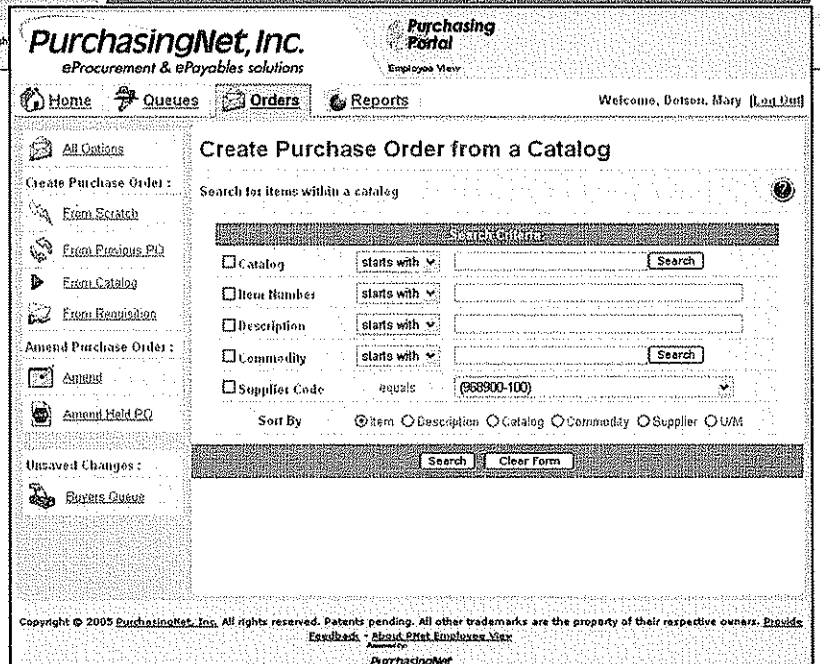 PurchasingNet, Inc.
eProcurement & ePayables solutions
Purchasing
Portal
Employee View
Home Queues Orders Reports
Welcome, Dotson, Mary [Log Out]
All Options
Create Purchase Order :
From Scratch
From Previous PO
From Catalog
From Requisition
Amend Purchase Order :
Amend
Amend Held PO
Unsaved Changes :
Buyers Queue
Create Purchase Order from a Catalog
Search for items within a catalog
Search Criteria
Catalog starts with Search
Item Number starts with
Description starts with
Commodity starts with Search
Supplier Code equals (968900-100)
Sort By Item Description Catalog Commodity Supplier U/M
Search Clear Form
Copyright © 2005 PurchasingNet, Inc. All rights reserved. Patents pending. All other trademarks are the property of their respective owners. Provide
Feedback - About PNet Employee View
Powered by:
PurchasingNet